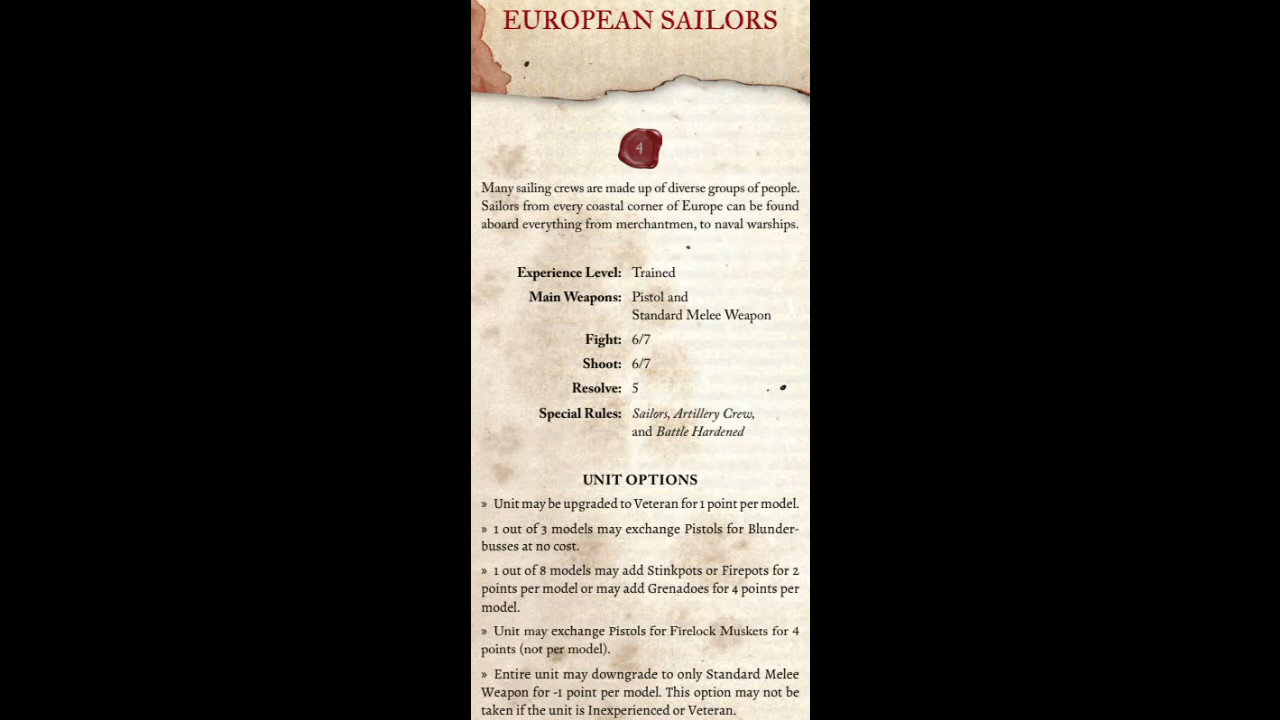 EUROPEAN SAILORS
4
Many sailing crews are made up of diverse groups of people.
Sailors from every coastal corner of Europe can be found
aboard everything from merchantmen, to naval warships.
Experience Level: Trained
Main Weapons: Pistol and
Standard Melee Weapon
Fight: 6/7
Shoot: 6/7
Resolve: 5
Special Rules: Sailors, Artillery Crew,
and Battle Hardened
UNIT OPTIONS
» Unit may be upgraded to Veteran for 1 point per model.
» 1 out of 3 models may exchange Pistols for Blunder-
busses at no cost.
» 1 out of 8 models may add Stinkpots or Firepots for 2
points per model or may add Grenadoes for 4 points per
model.
» Unit may exchange Pistols for Firelock Muskets for 4
points (not per model).
» Entire unit may downgrade to only Standard Melee
Weapon for -1 point per model. This option may not be
taken if the unit is Inexperienced or Veteran.